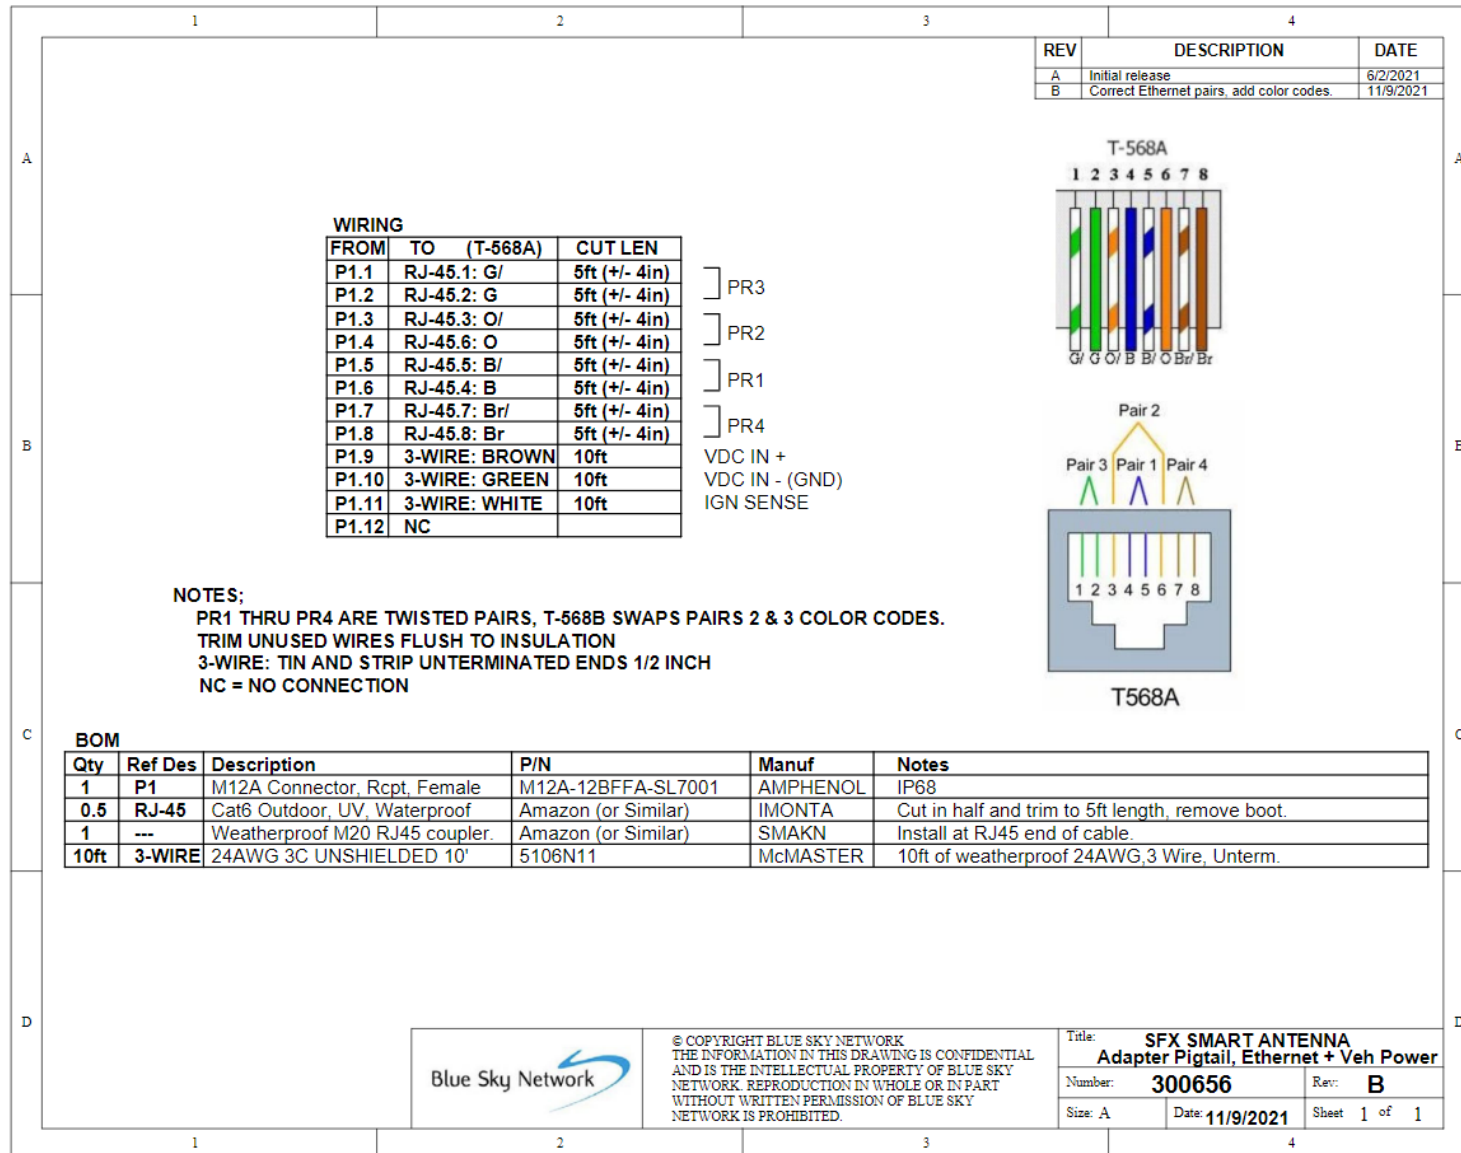 1 2 3 4
REV DESCRIPTION DATE
A Initial release 6/2/2021
B Correct Ethernet pairs, add color codes. 11/9/2021
A A
T-568A
1 2 3 4 5 6 7 8
G/ G O/ B B/ O Br/ Br
WIRING
FROM TO (T-568A) CUT LEN
P1.1 RJ-45.1: G/ 5ft (+/- 4in)
P1.2 RJ-45.2: G 5ft (+/- 4in)
PR3
P1.3 RJ-45.3: O/ 5ft (+/- 4in)
P1.4 RJ-45.6: O 5ft (+/- 4in)
PR2
P1.5 RJ-45.5: B/ 5ft (+/- 4in)
P1.6 RJ-45.4: B 5ft (+/- 4in)
PR1
P1.7 RJ-45.7: Br/ 5ft (+/- 4in)
P1.8 RJ-45.8: Br 5ft (+/- 4in)
PR4
P1.9 3-WIRE: BROWN 10ft VDC IN +
P1.10 3-WIRE: GREEN 10ft VDC IN - (GND)
P1.11 3-WIRE: WHITE 10ft IGN SENSE
P1.12 NC
B B
Pair 2
Pair 3 Pair 1 Pair 4
1 2 3 4 5 6 7 8
T568A
NOTES;
PR1 THRU PR4 ARE TWISTED PAIRS, T-568B SWAPS PAIRS 2 & 3 COLOR CODES.
TRIM UNUSED WIRES FLUSH TO INSULATION
3-WIRE: TIN AND STRIP UNTERMINATED ENDS 1/2 INCH
NC = NO CONNECTION
C C
BOM
Qty Ref Des Description P/N Manuf Notes
1 P1 M12A Connector, Rcpt, Female M12A-12BFFA-SL7001 AMPHENOL IP68
0.5 RJ-45 Cat6 Outdoor, UV, Waterproof Amazon (or Similar) IMONTA Cut in half and trim to 5ft length, remove boot.
1 --- Weatherproof M20 RJ45 coupler. Amazon (or Similar) SMAKN Install at RJ45 end of cable.
10ft 3-WIRE 24AWG 3C UNSHIELDED 10' 5106N11 McMASTER 10ft of weatherproof 24AWG,3 Wire, Unterm.
D D
Blue Sky Network
© COPYRIGHT BLUE SKY NETWORK
THE INFORMATION IN THIS DRAWING IS CONFIDENTIAL
AND IS THE INTELLECTUAL PROPERTY OF BLUE SKY
NETWORK. REPRODUCTION IN WHOLE OR IN PART
WITHOUT WRITTEN PERMISSION OF BLUE SKY
NETWORK IS PROHIBITED.
Title: SFX SMART ANTENNA
Adapter Pigtail, Ethernet + Veh Power
Number: 300656 Rev: B
Size: A Date: 11/9/2021 Sheet 1 of 1
1 2 3 4